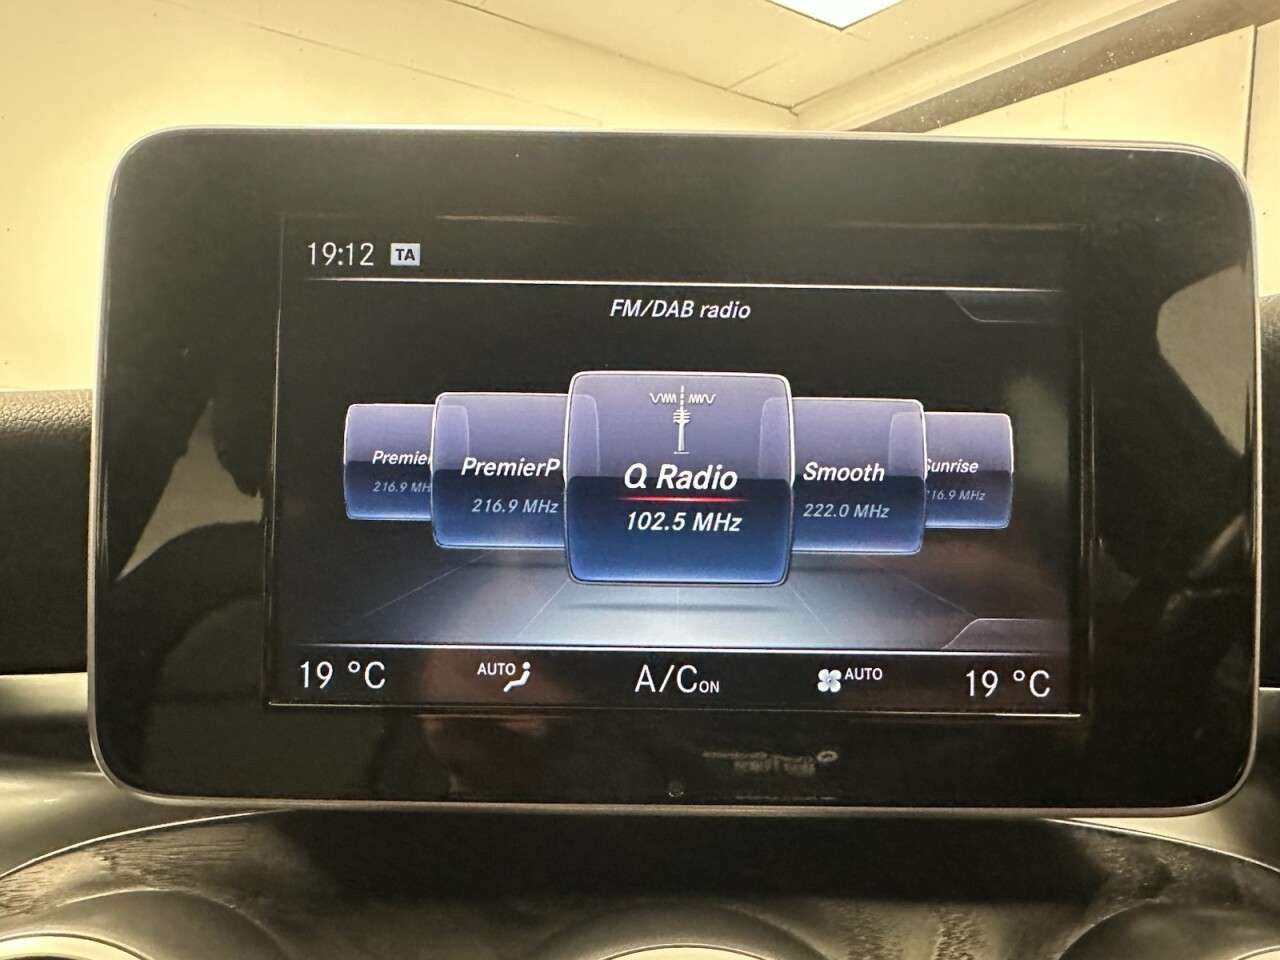 19:12 TA
FM/DAB radio
Premie
216.9 MH
PremierP
216.9 MHz
Q Radio
102.5 MHz
Smooth
222.0 MHz
Sunrise
216.9 MHz
19 °C AUTO A/C ON AUTO 19 °C